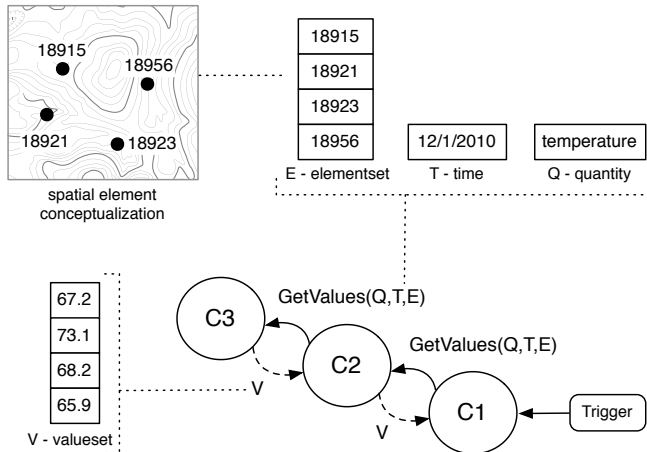 18915
18956
18921
18923
spatial element
conceptualization
18915
18921
18923
18956
E - elementset
12/1/2010
T - time
temperature
Q - quantity
67.2
73.1
68.2
65.9
V - valueset
GetValues(Q,T,E)
C3
C2
GetValues(Q,T,E)
V
C1
V
Trigger